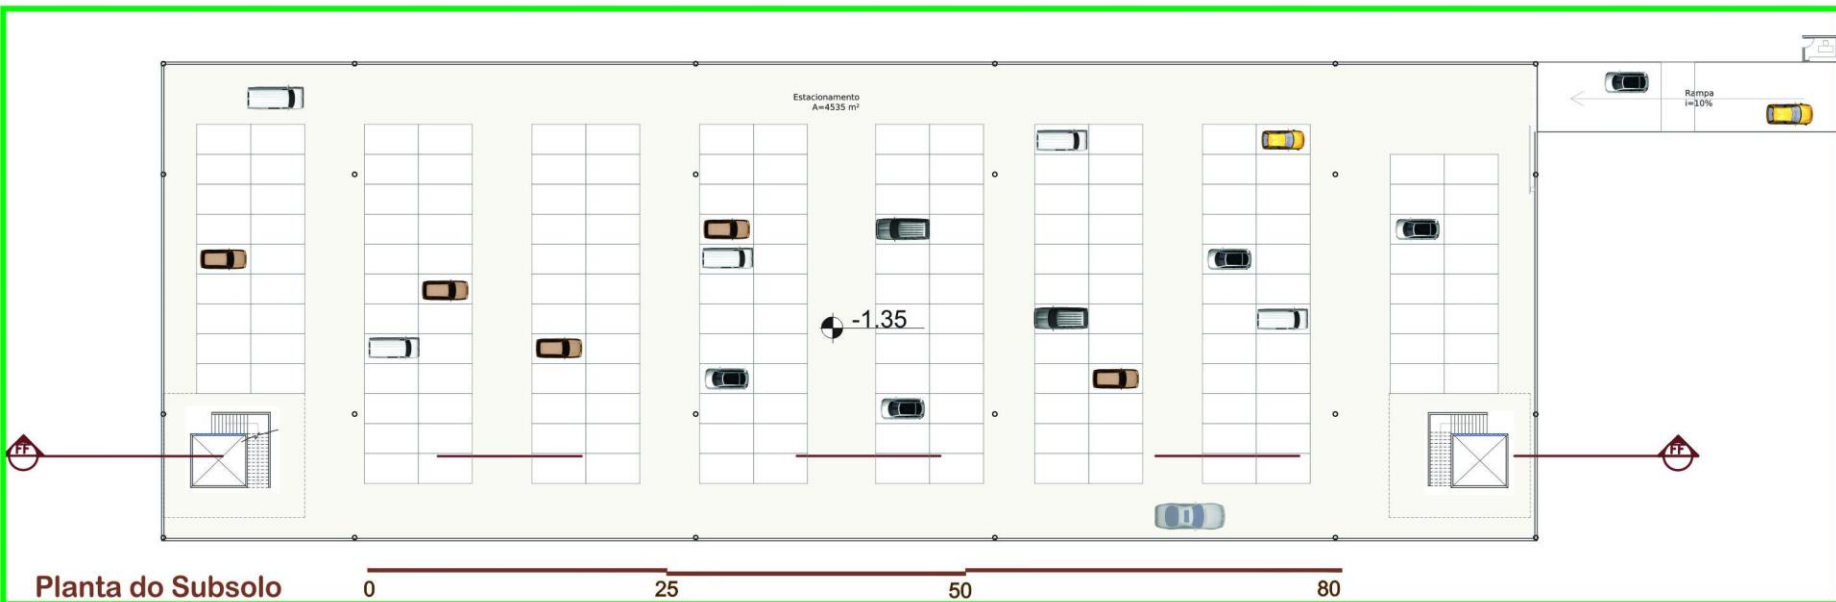 Estacionamento
A=4535 m²
Rampa
i=10%
-1.35
FF
FF
Planta do Subsolo
0
25
50
80